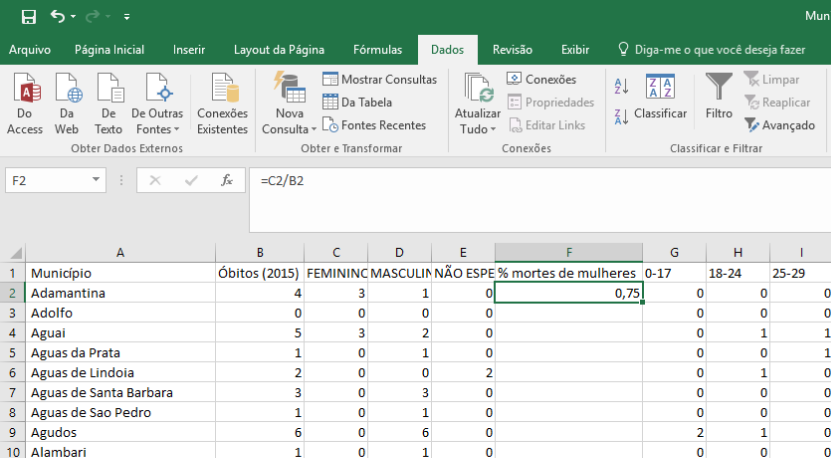 Mun
Arquivo Página Inicial Inserir Layout da Página Fórmulas Dados Revisão Exibir Diga-me o que você deseja fazer
Do Access
Da Web
De Texto
De Outras Fontes
Conexões Existentes
Obter Dados Externos
Nova Consulta
Mostrar Consultas
Da Tabela
Fontes Recentes
Obter e Transformar
Atualizar Tudo
Conexões
Propriedades
Editar Links
Conexões
Classificar
Filtro
Limpar
Reaplicar
Avançado
Classificar e Filtrar
F2 fx =C2/B2
A B C D E F G H I
1 Município Óbitos (2015) FEMININO MASCULIN NÃO ESPE % mortes de mulheres 0-17 18-24 25-29
2 Adamantina 4 3 1 0 0,75 0 0 0
3 Adolfo 0 0 0 0 0 0 0
4 Aguai 5 3 2 0 0 1 1
5 Aguas da Prata 1 0 1 0 0 0 1
6 Aguas de Lindoia 2 0 0 2 0 1 0
7 Aguas de Santa Barbara 3 0 3 0 0 0 0
8 Aguas de Sao Pedro 1 0 1 0 0 0 0
9 Agudos 6 0 6 0 2 1 0
10 Alambari 1 0 1 0 0 0 0